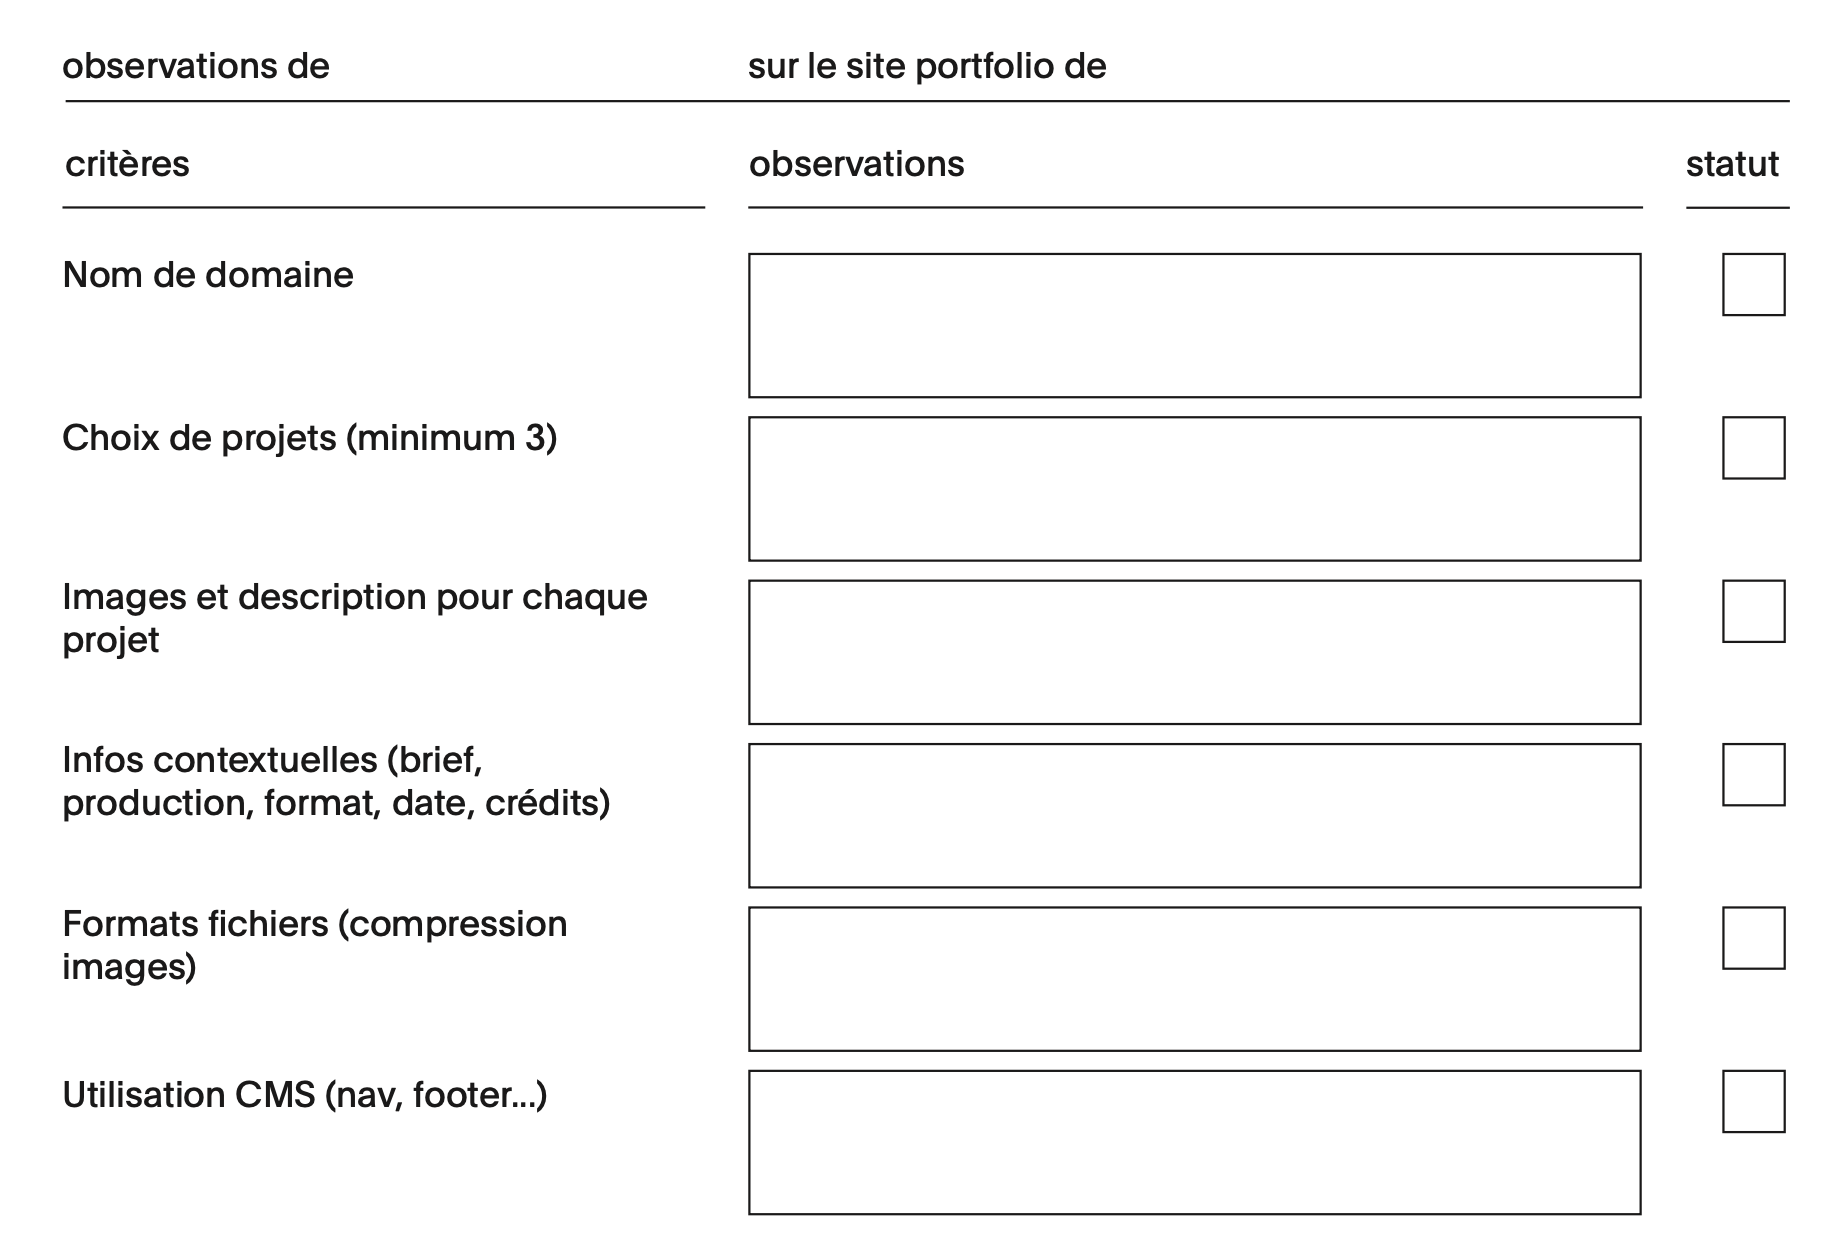 observations de sur le site portfolio de
critères observations statut
Nom de domaine
Choix de projets (minimum 3)
Images et description pour chaque
projet
Infos contextuelles (brief,
production, format, date, crédits)
Formats fichiers (compression
images)
Utilisation CMS (nav, footer...)